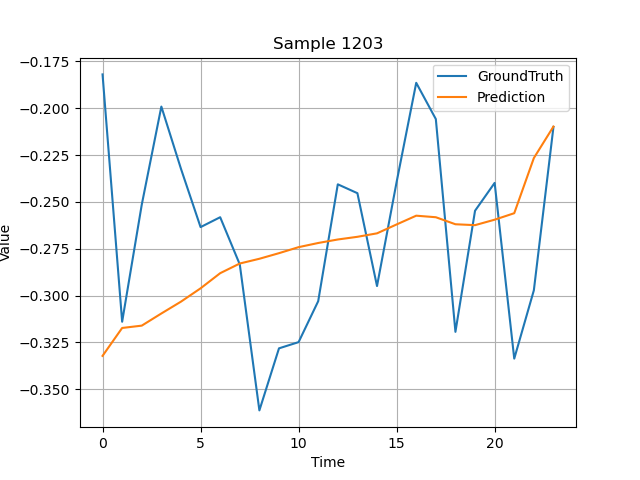 Sample 1203
GroundTruth
Prediction
−0.175
−0.200
−0.225
−0.250
−0.275
−0.300
−0.325
−0.350
Value
0 5 10 15 20
Time